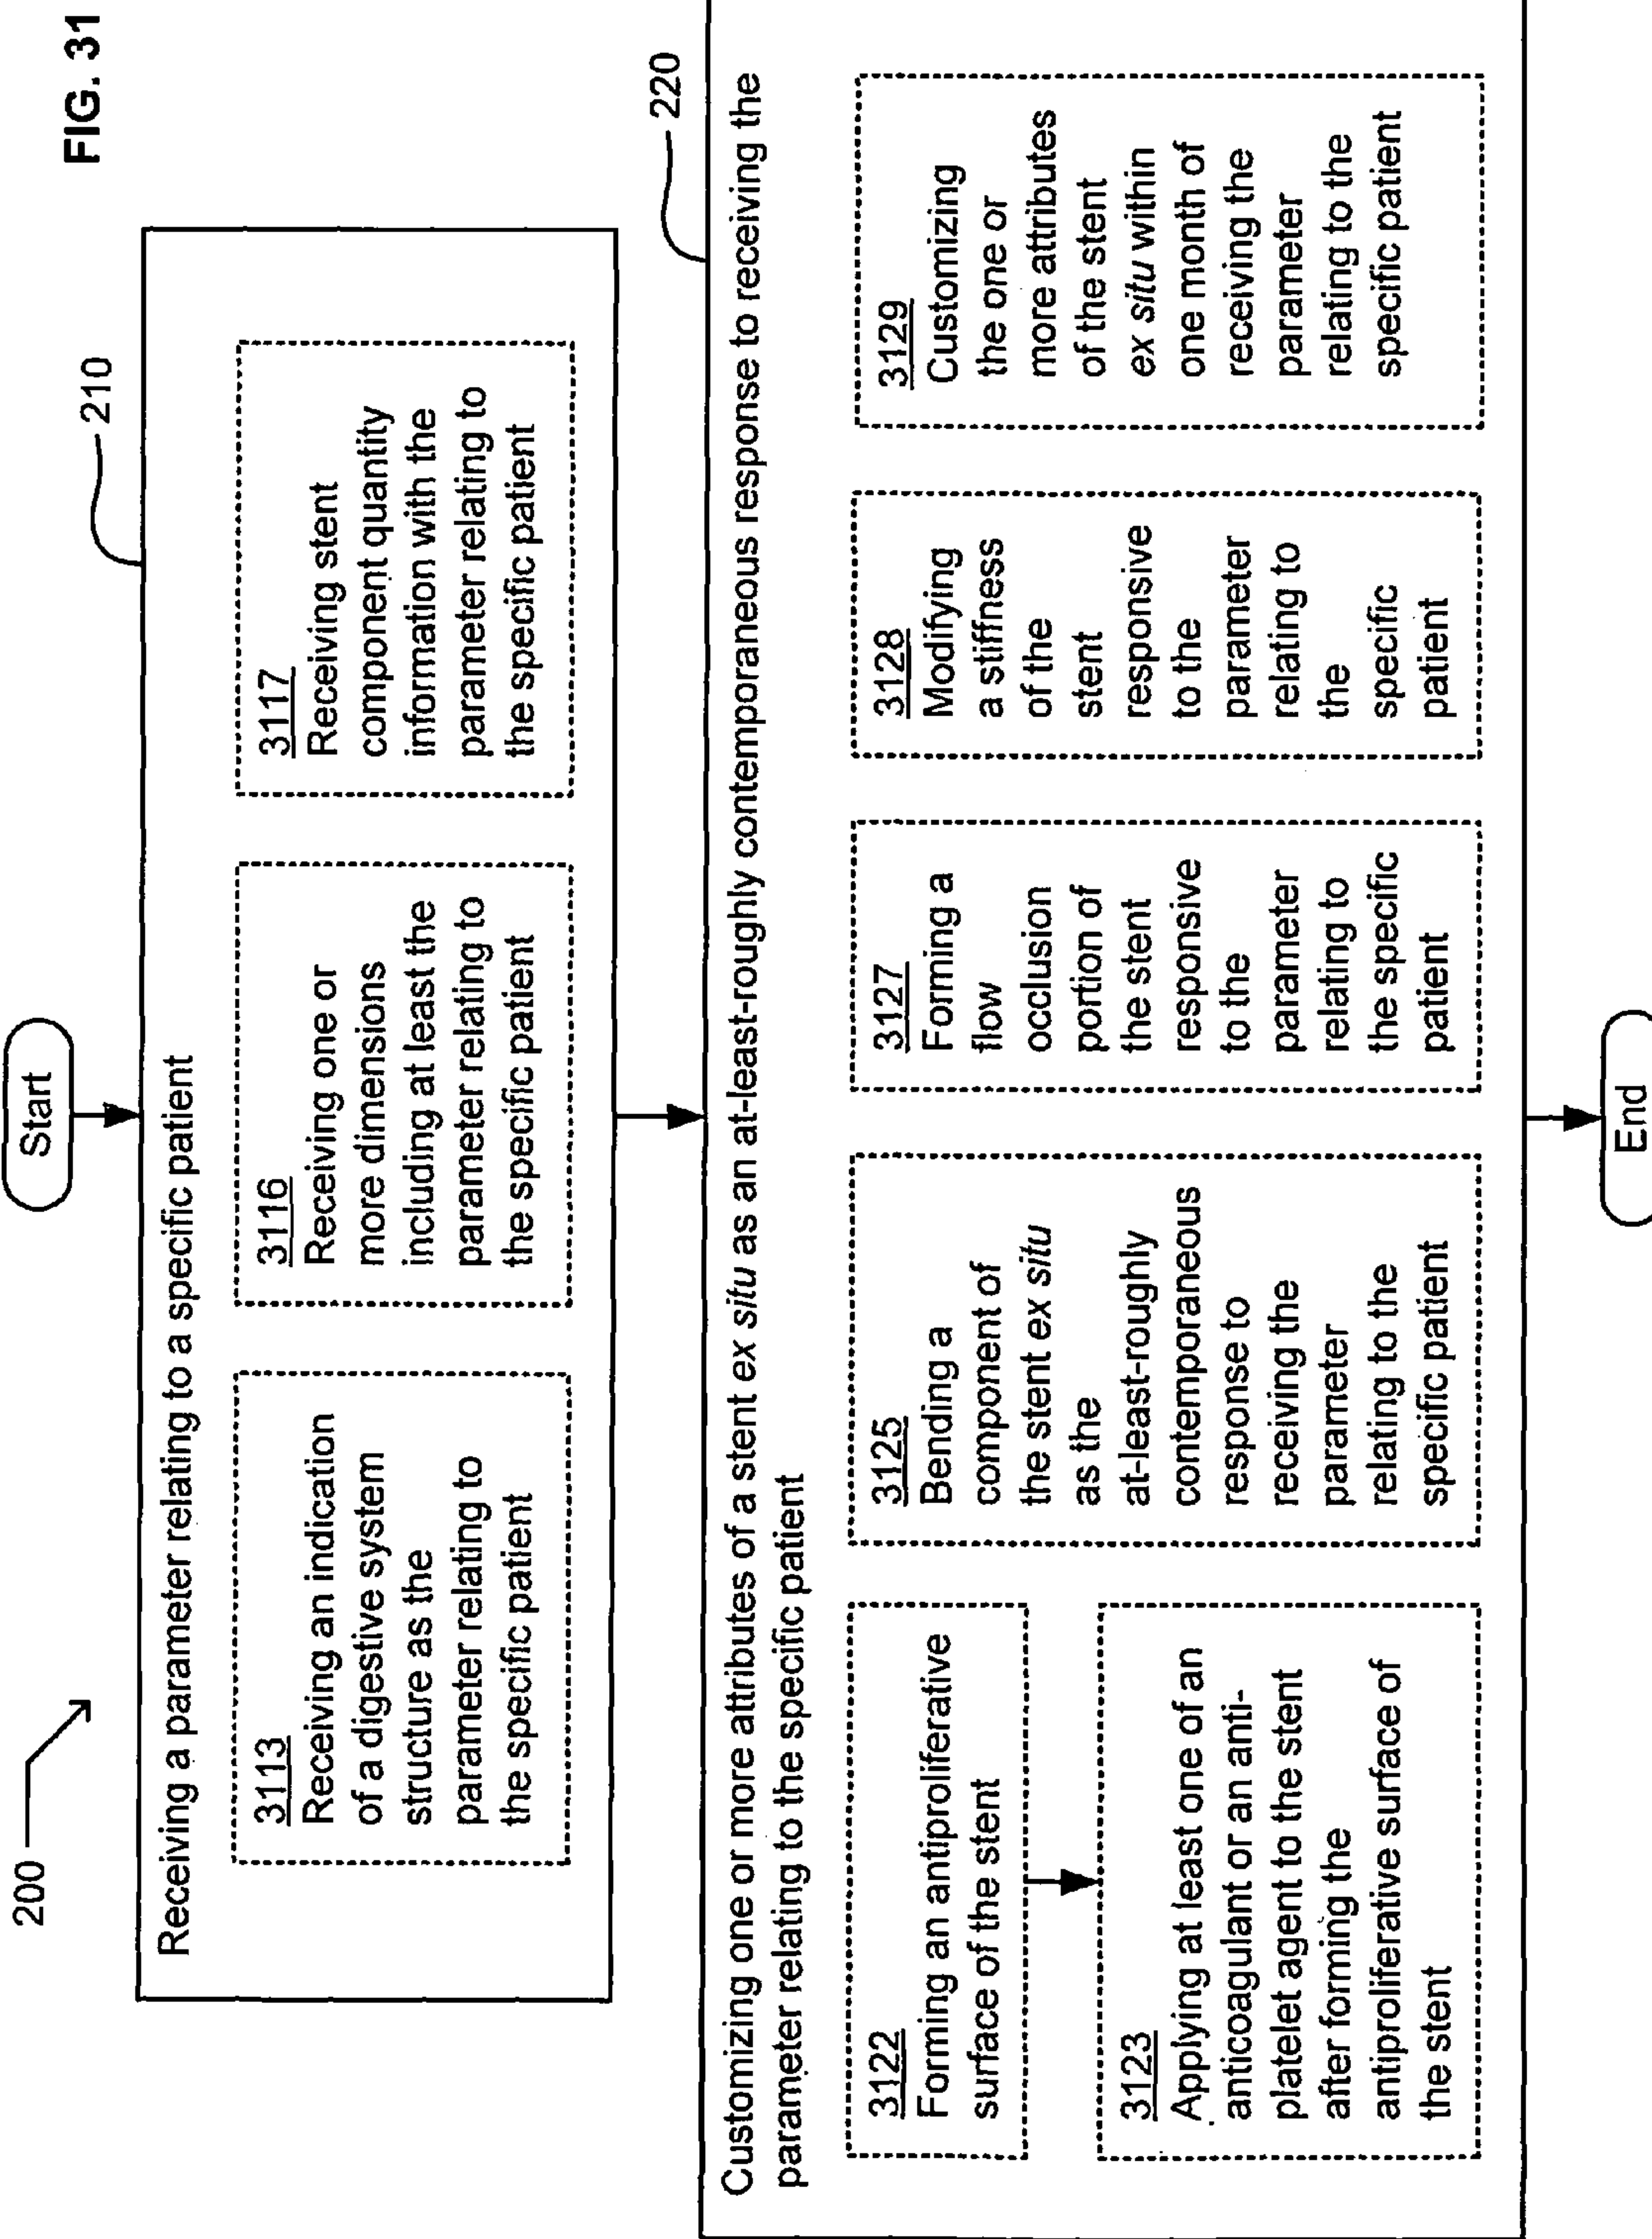 FIG. 31
200
Start
210
Receiving a parameter relating to a specific patient
3113
Receiving an indication
of a digestive system
structure as the
parameter relating to
the specific patient
3116
Receiving one or
more dimensions
including at least the
parameter relating to
the specific patient
3117
Receiving stent
component quantity
information with the
parameter relating to
the specific patient
220
Customizing one or more attributes of a stent ex situ as an at-least-roughly contemporaneous response to receiving the
parameter relating to the specific patient
3122
Forming an antiproliferative
surface of the stent
3123
Applying at least one of an
anticoagulant or an anti-
platelet agent to the stent
after forming the
antiproliferative surface of
the stent
3125
Bending a
component of
the stent ex situ
as the
at-least-roughly
contemporaneous
response to
receiving the
parameter
relating to the
specific patient
3127
Forming a
flow
occlusion
portion of
the stent
responsive
to the
parameter
relating to
the specific
patient
3128
Modifying
a stiffness
of the
stent
responsive
to the
parameter
relating to
the
specific
patient
3129
Customizing
the one or
more attributes
of the stent
ex situ within
one month of
receiving the
parameter
relating to the
specific patient
End